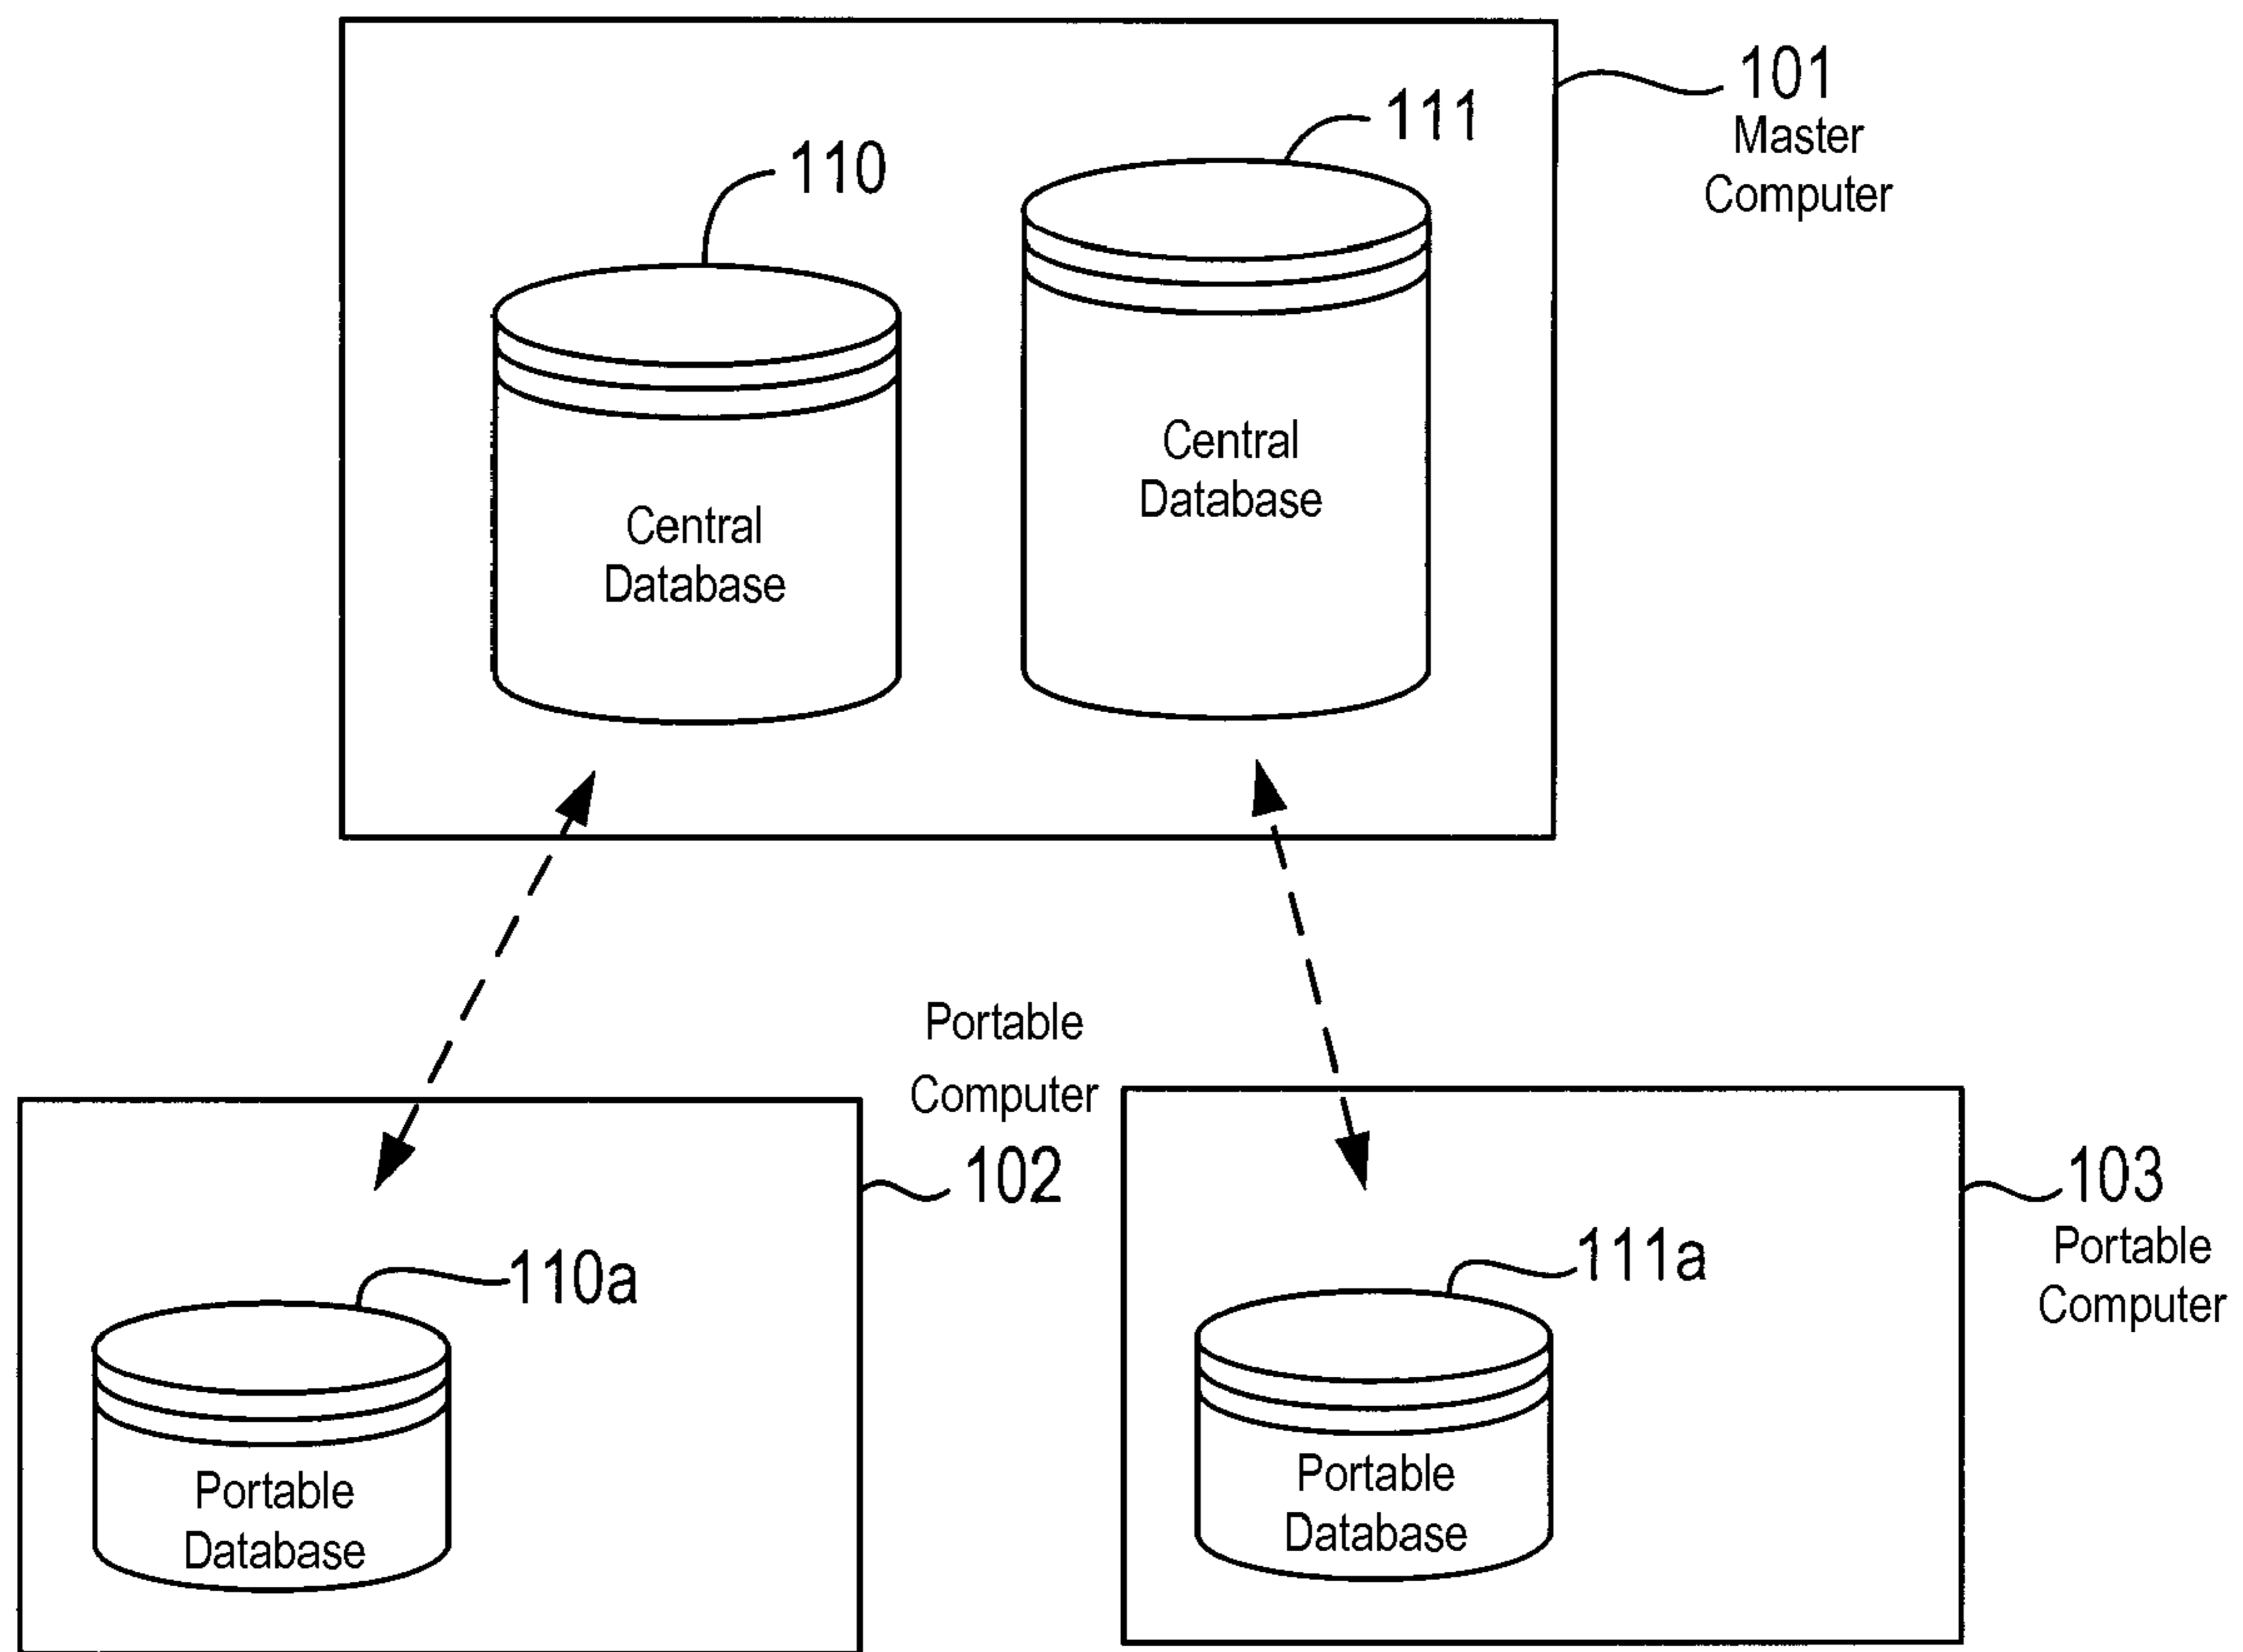 101
Master
Computer
111
110
Central
Database
Central
Database
Portable
Computer
102
103
Portable
Computer
110a
111a
Portable
Database
Portable
Database